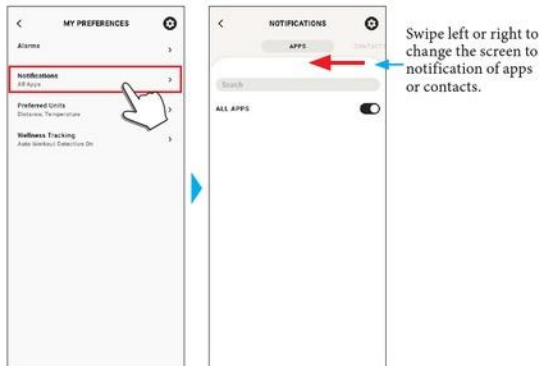 MY PREFERENCES
Alarms
Notifications
All Apps
Preferred Units
Distance, Temperature
Wellness Tracking
Auto Workout Detection On
NOTIFICATIONS
APPS
CONTACTS
Search
ALL APPS
Swipe left or right to
change the screen to
notification of apps
or contacts.